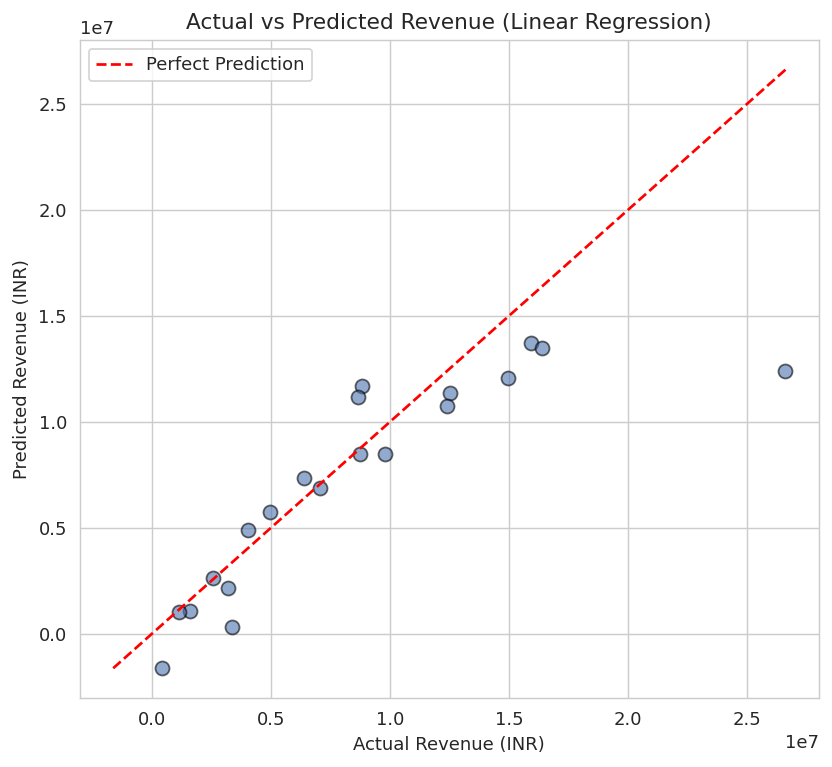 Actual vs Predicted Revenue (Linear Regression)
1e7
Perfect Prediction
2.5
2.0
1.5
1.0
0.5
0.0
Predicted Revenue (INR)
0.0 0.5 1.0 1.5 2.0 2.5
1e7
Actual Revenue (INR)